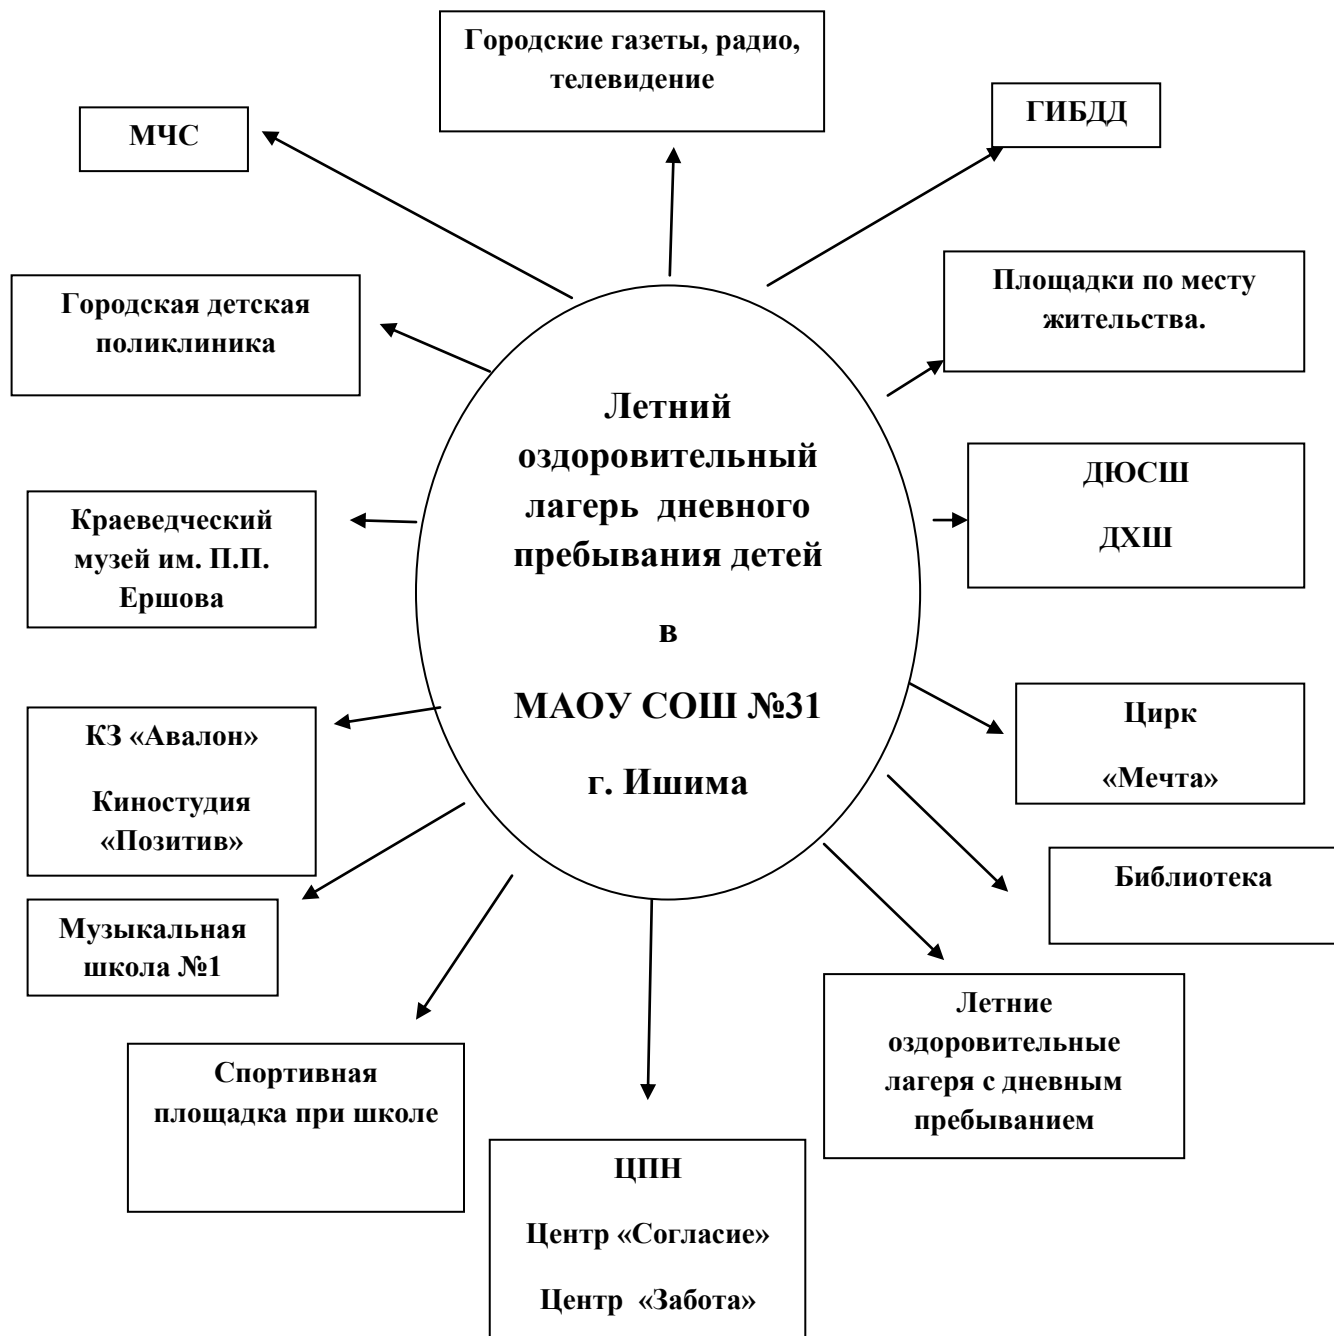 Городские газеты, радио,
телевидение
МЧС
ГИБДД
Городская детская
поликлиника
Площадки по месту
жительства.
Летний
оздоровительный
лагерь дневного
пребывания детей
в
МАОУ СОШ №31
г. Ишима
Краеведческий
музей им. П.П.
Ершова
ДЮСШ
ДХШ
КЗ «Авалон»
Киностудия
«Позитив»
Цирк
«Мечта»
Музыкальная
школа №1
Библиотека
Спортивная
площадка при школе
Летние
оздоровительные
лагеря с дневным
пребыванием
ЦПН
Центр «Согласие»
Центр «Забота»